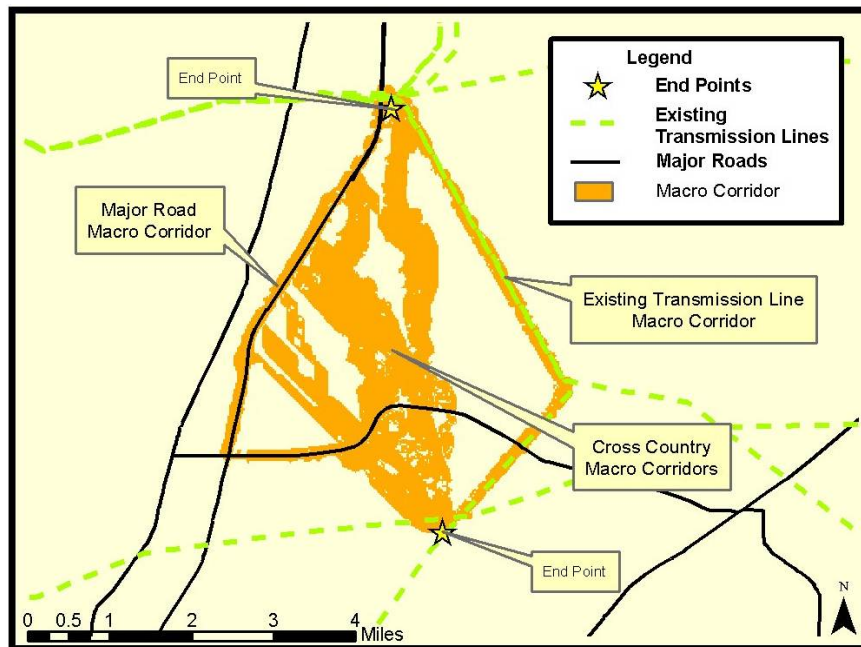 Legend
End Points
Existing
Transmission Lines
Major Roads
Macro Corridor
End Point
Major Road
Macro Corridor
Existing Transmission Line
Macro Corridor
Cross Country
Macro Corridors
End Point
N
0 0.5 1 2 3 4
Miles